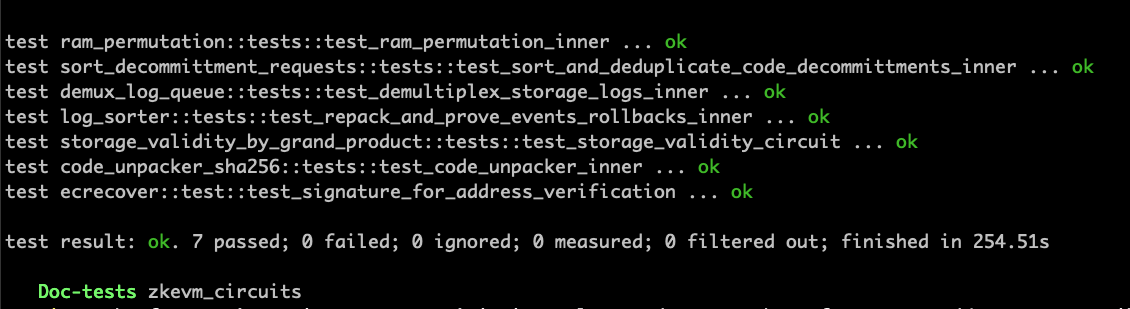 test ram_permutation::tests::test_ram_permutation_inner ... ok
test sort_decommittment_requests::tests::test_sort_and_deduplicate_code_decommittments_inner ... ok
test demux_log_queue::tests::test_demultiplex_storage_logs_inner ... ok
test log_sorter::tests::test_repack_and_prove_events_rollbacks_inner ... ok
test storage_validity_by_grand_product::tests::test_storage_validity_circuit ... ok
test code_unpacker_sha256::tests::test_code_unpacker_inner ... ok
test ecrecover::test::test_signature_for_address_verification ... ok
test result: ok. 7 passed; 0 failed; 0 ignored; 0 measured; 0 filtered out; finished in 254.51s
Doc-tests zkevm_circuits